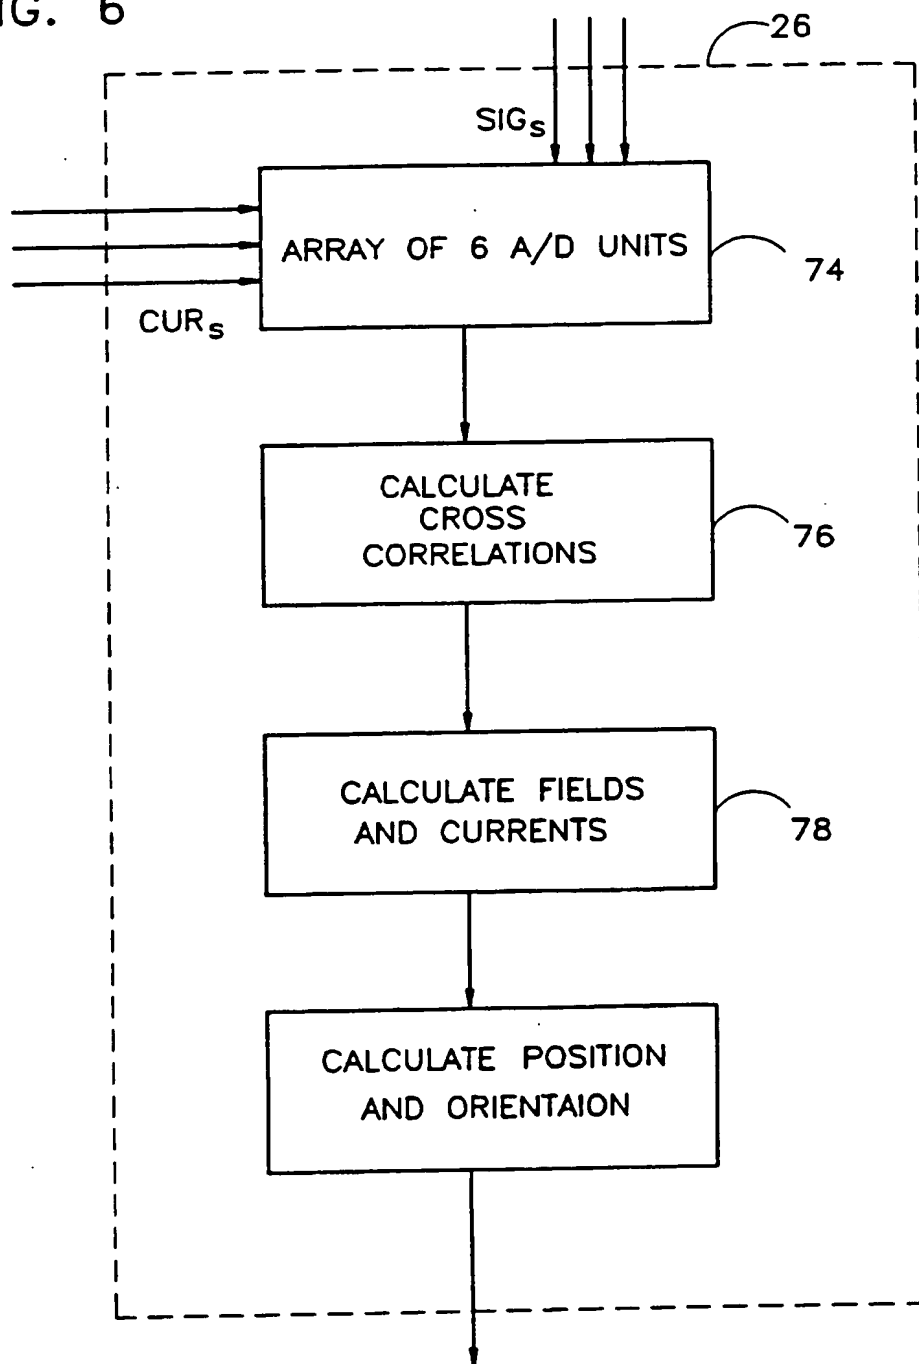 FIG. 6
26
SIGs
ARRAY OF 6 A/D UNITS
74
CURs
CALCULATE
CROSS
CORRELATIONS
76
CALCULATE FIELDS
AND CURRENTS
78
CALCULATE POSITION
AND ORIENTAION